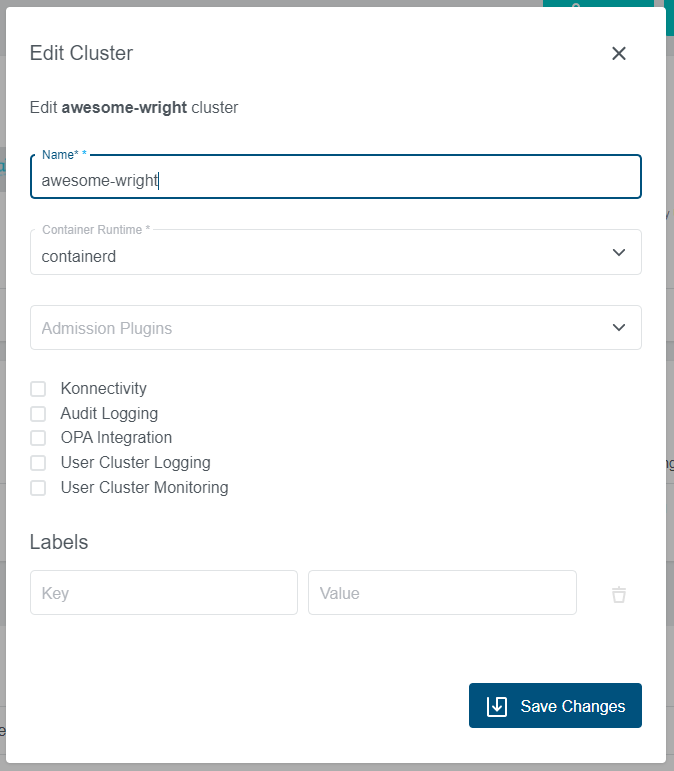 Edit Cluster
Edit awesome-wright cluster
Name* *
awesome-wright
Container Runtime *
containerd
Admission Plugins
Konnectivity
Audit Logging
OPA Integration
User Cluster Logging
User Cluster Monitoring
Labels
Key
Value
Save Changes